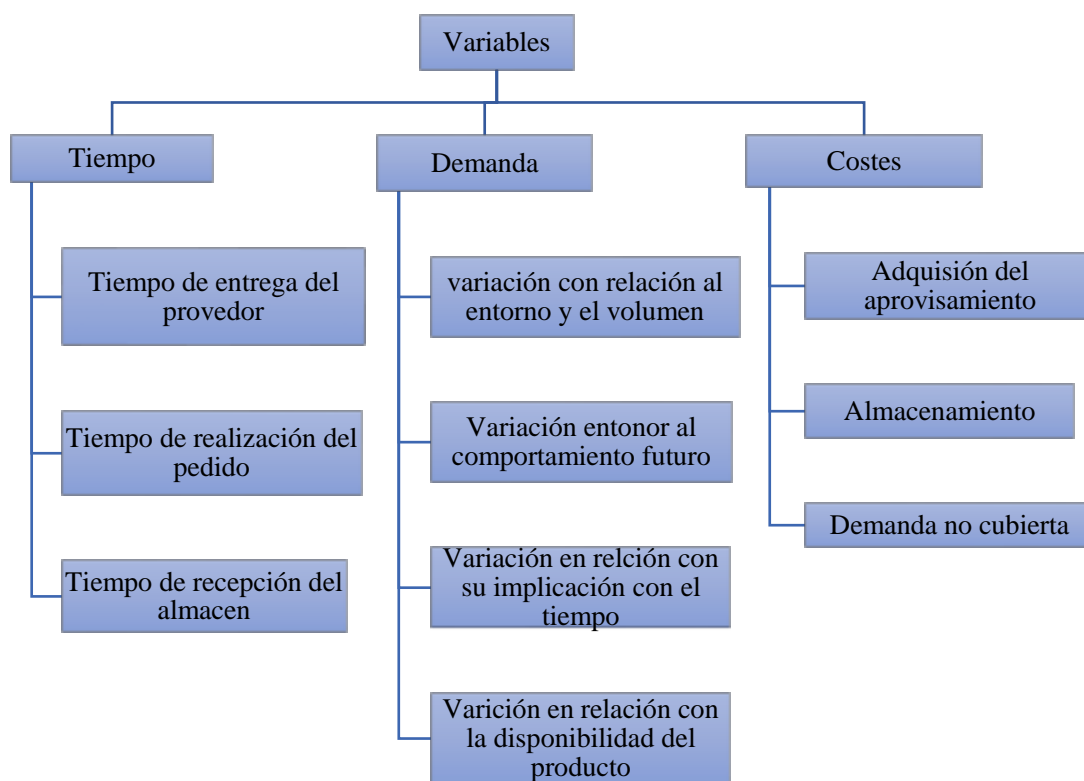 Variables
Tiempo
Tiempo de entrega del
provedor
Tiempo de realización del
pedido
Tiempo de recepción del
almacen
Demanda
variación con relación al
entorno y el volumen
Variación entonor al
comportamiento futuro
Variación en relción con
su implicación con el
tiempo
Varición en relación con
la disponibilidad del
producto
Costes
Adquisión del
aprovisamiento
Almacenamiento
Demanda no cubierta